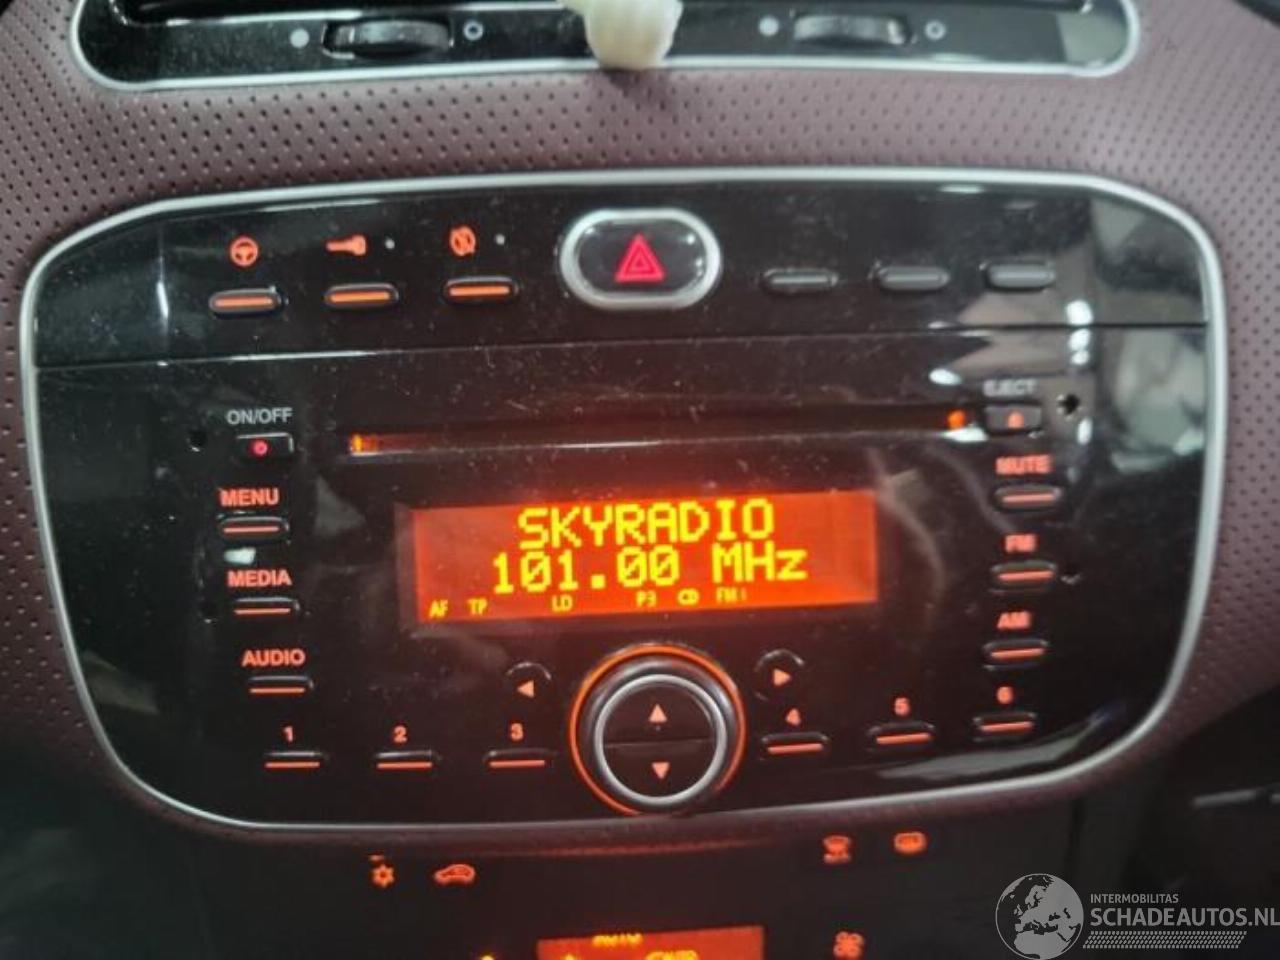 ON/OFF
EJECT
MENU
MUTE
SKYRADIO
101.00 MHz
AF TP LD P3 CD FM1
FM
MEDIA
AM
AUDIO
1 2 3 4 5 6
INTERMOBILITAS
SCHADEAUTOS.NL